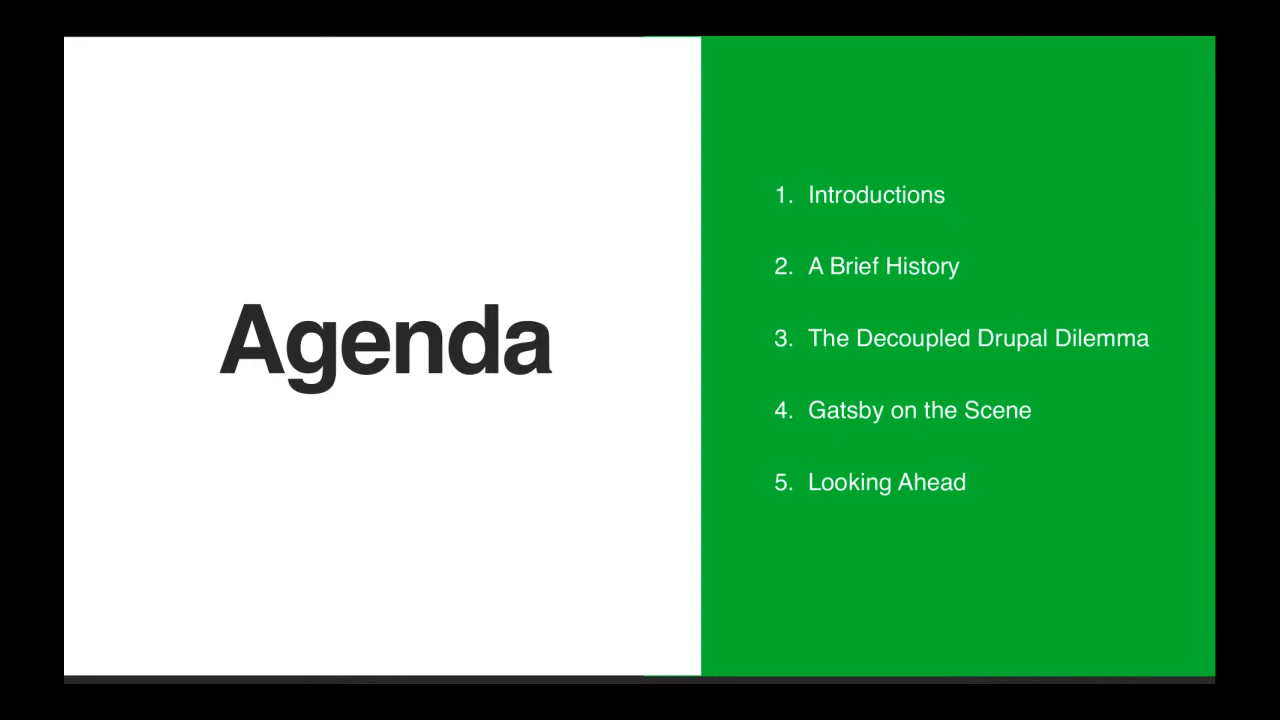 Agenda
1. Introductions
2. A Brief History
3. The Decoupled Drupal Dilemma
4. Gatsby on the Scene
5. Looking Ahead